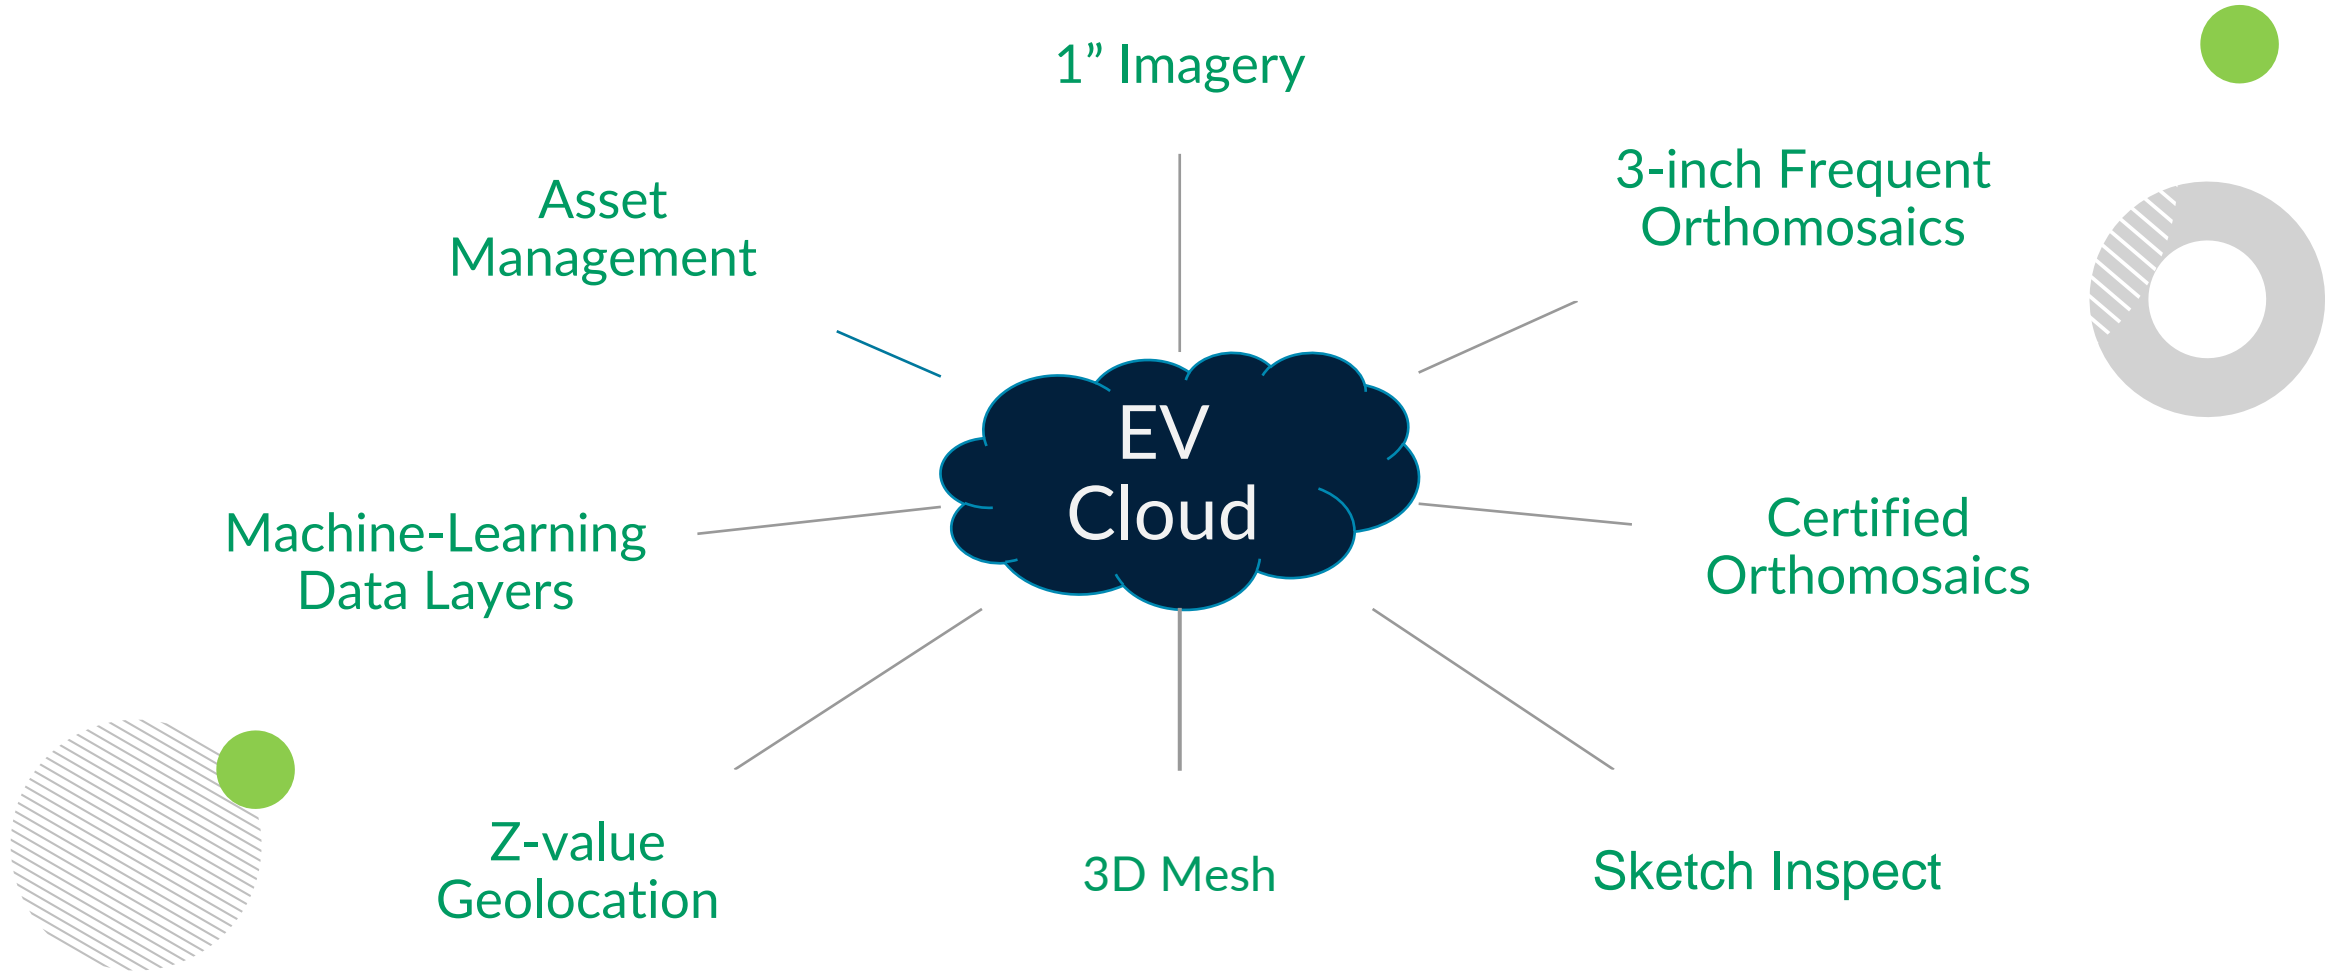 1” Imagery
3-inch Frequent
Orthomosaics
Asset
Management
EV
Cloud
Certified
Orthomosaics
Machine-Learning
Data Layers
Z-value
Geolocation
3D Mesh
Sketch Inspect